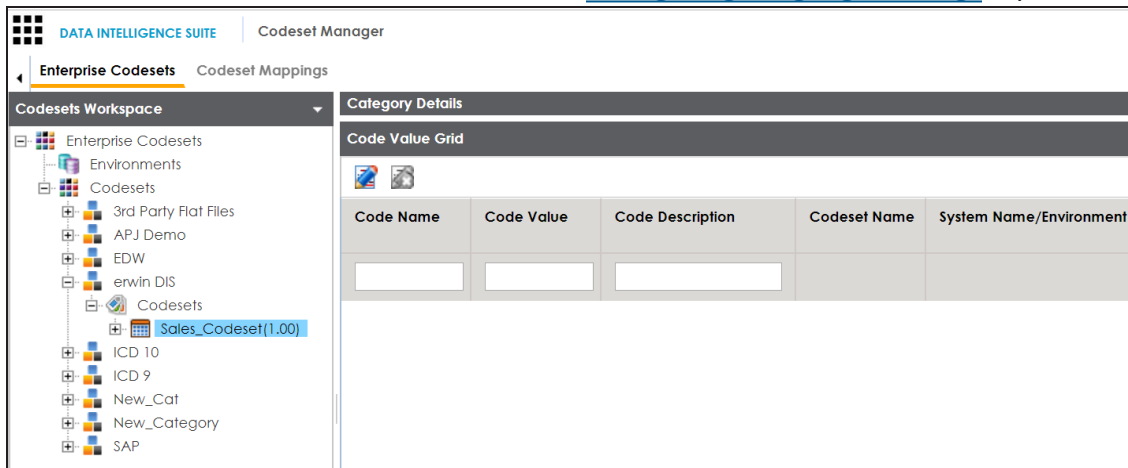 DATA INTELLIGENCE SUITE Codeset Manager
Enterprise Codesets Codeset Mappings
Codesets Workspace
Enterprise Codesets
Environments
Codesets
3rd Party Flat Files
APJ Demo
EDW
erwin DIS
Codesets
Sales_Codeset(1.00)
ICD 10
ICD 9
New_Cat
New_Category
SAP
Category Details
Code Value Grid
Code Name Code Value Code Description Codeset Name System Name/Environment